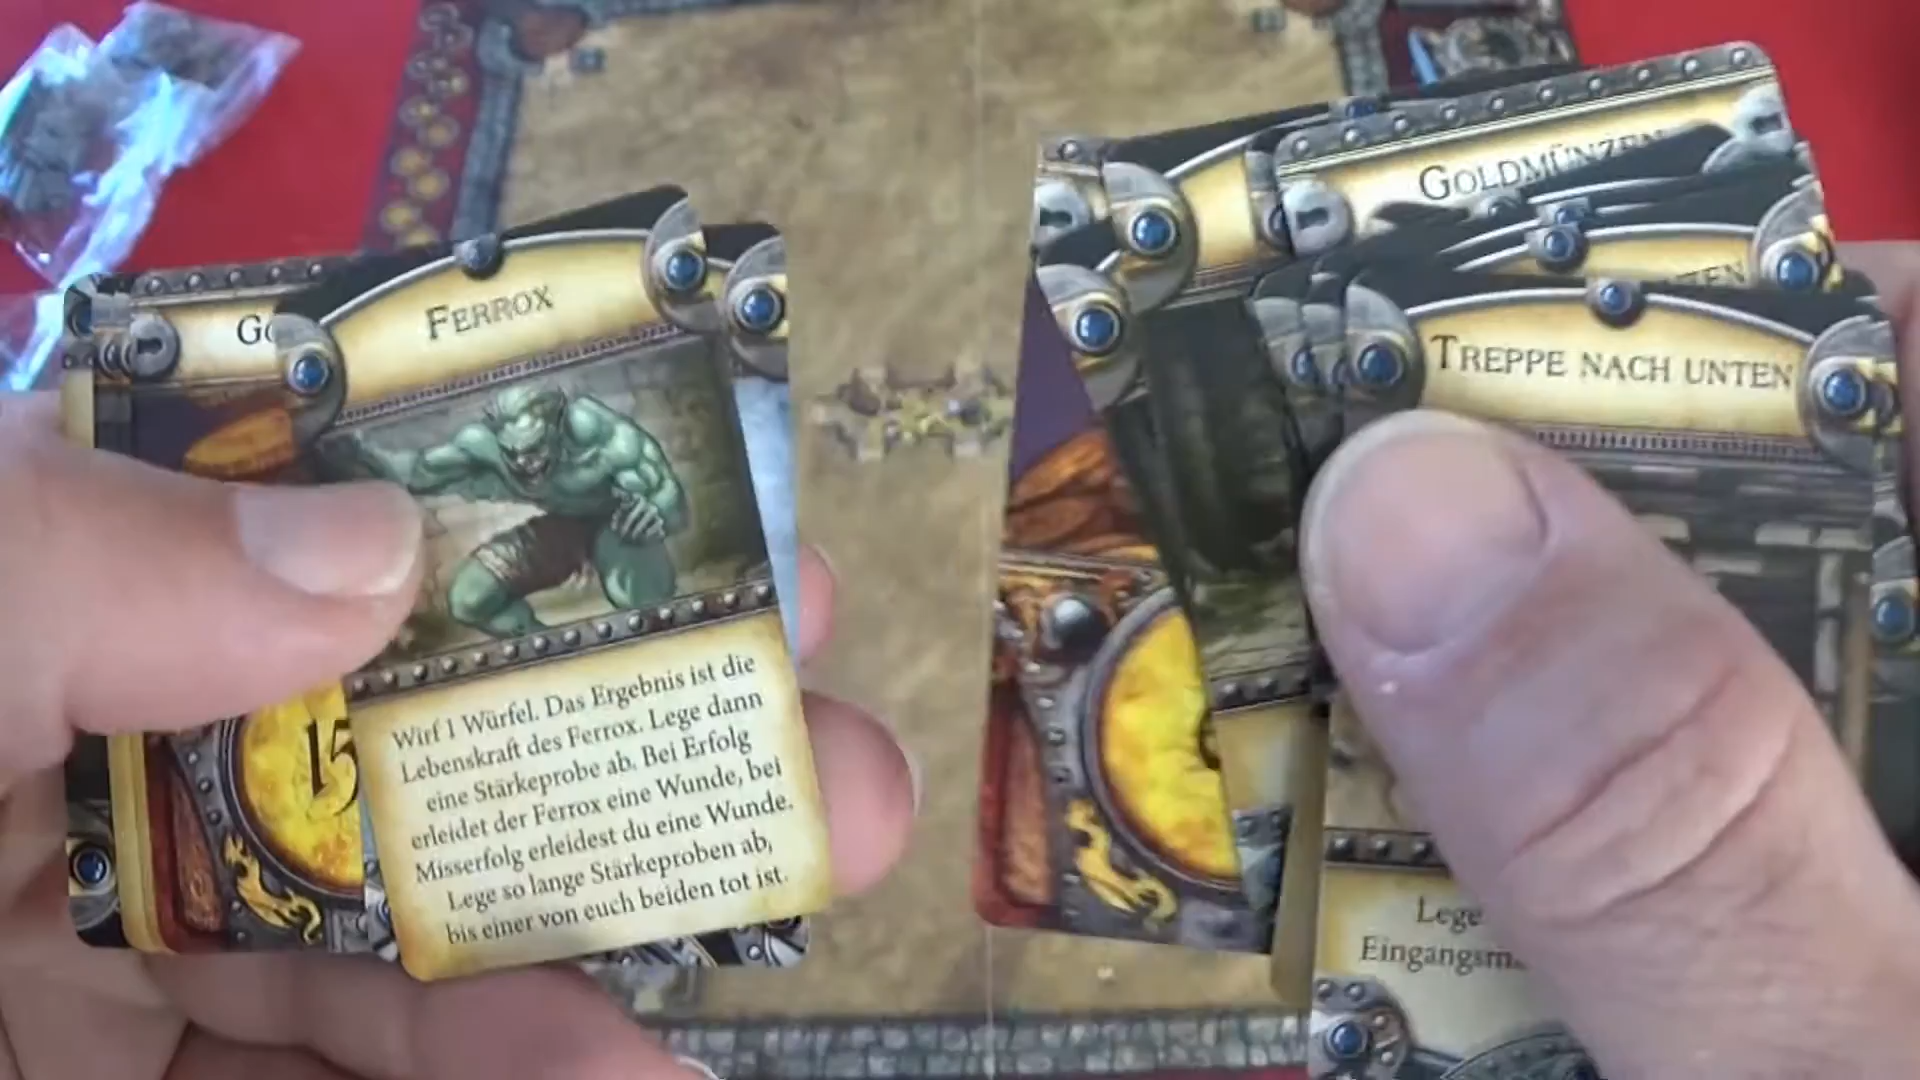 FERROX
Wirf 1 Würfel. Das Ergebnis ist die
Lebenskraft des Ferrox. Lege dann
eine Stärkeprobe ab. Bei Erfolg
erleidet der Ferrox eine Wunde, bei
Misserfolg erleidest du eine Wunde.
Lege so lange Stärkeproben ab,
bis einer von euch beiden tot ist.
15
GOLDMÜNZEN
TREPPE NACH UNTEN
Lege